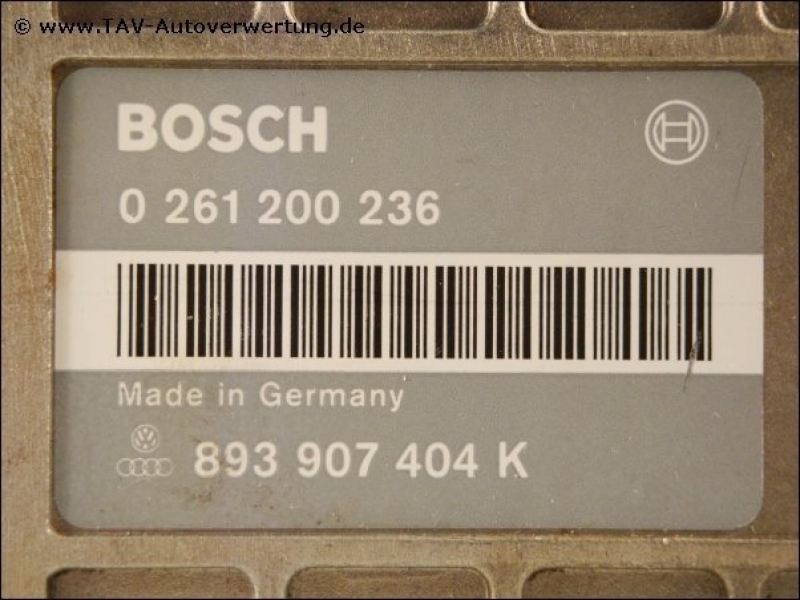 © www.TAV-Autoverwertung.de
BOSCH
0 261 200 236
Made in Germany
893 907 404 K